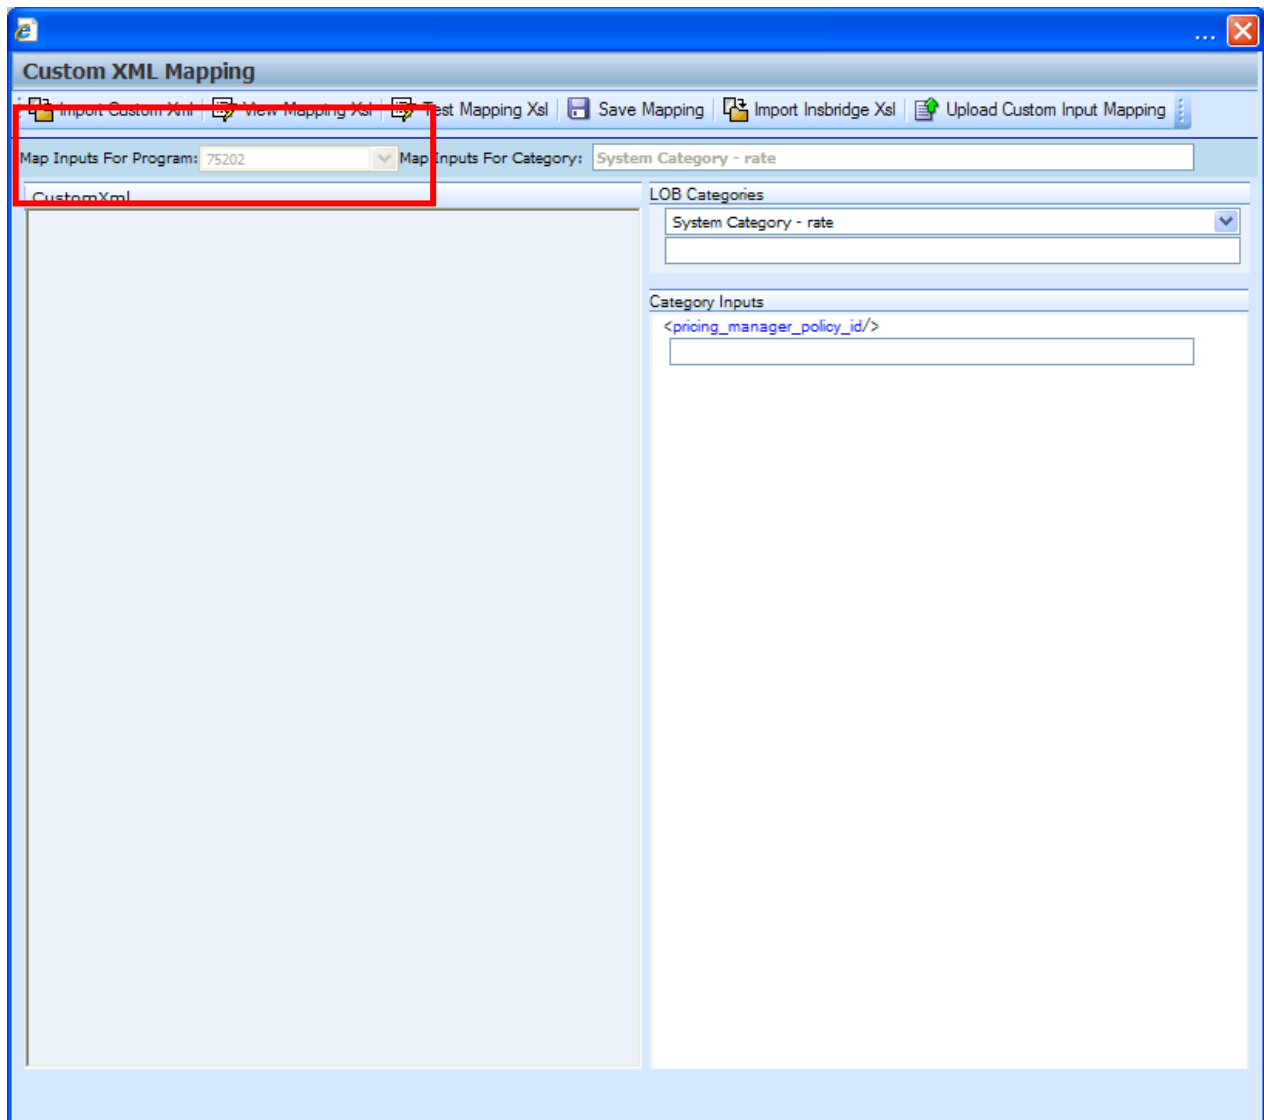 ...
Custom XML Mapping
Import Custom Xml View Mapping Xsl Test Mapping Xsl Save Mapping Import Insbridge Xsl Upload Custom Input Mapping
Map Inputs For Program: 75202 Map Inputs For Category: System Category - rate
CustomXml
LOB Categories
System Category - rate
Category Inputs
<pricing_manager_policy_id/>